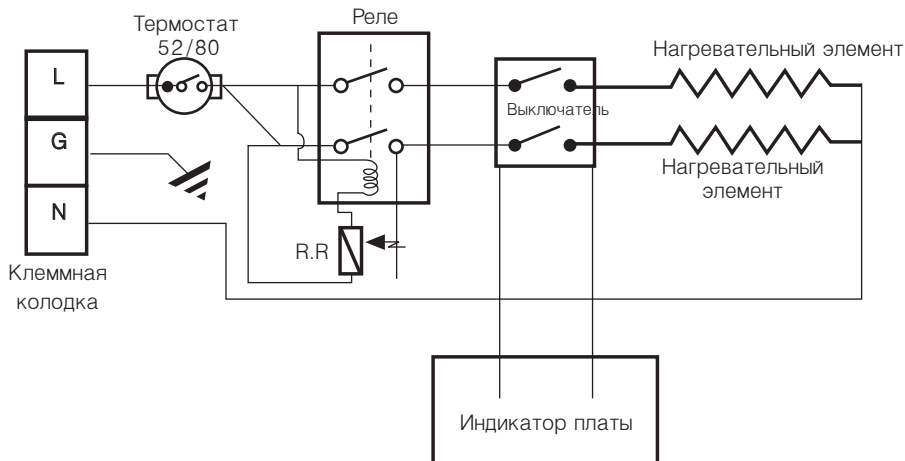 Термостат
52/80
Реле
Нагревательный элемент
L
Выключатель
G
Нагревательный
элемент
N
R.R
Клеммная
колодка
Индикатор платы